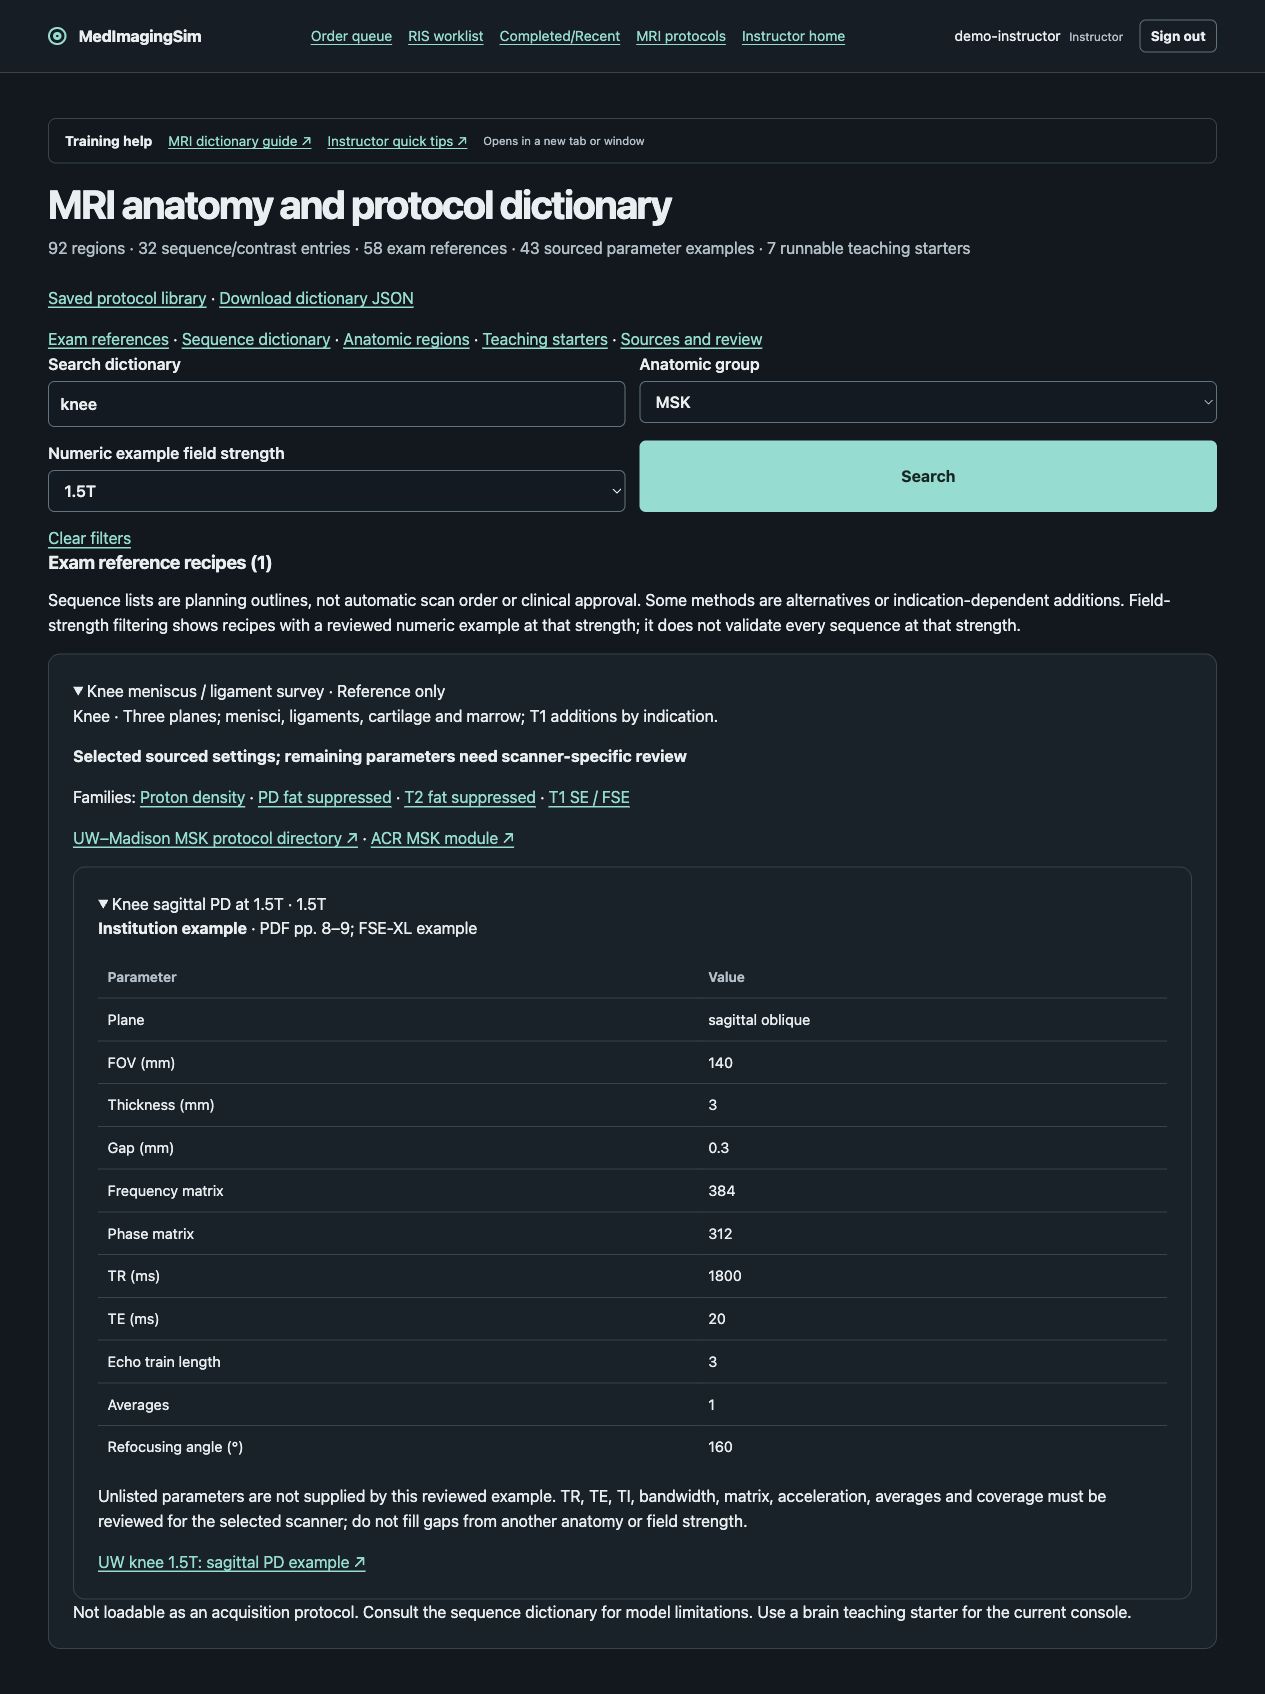 MedImagingSim
Order queue RIS worklist Completed/Recent MRI protocols Instructor home
demo-instructor Instructor Sign out
Training help MRI dictionary guide ↗ Instructor quick tips ↗ Opens in a new tab or window
MRI anatomy and protocol dictionary
92 regions · 32 sequence/contrast entries · 58 exam references · 43 sourced parameter examples · 7 runnable teaching starters
Saved protocol library · Download dictionary JSON
Exam references · Sequence dictionary · Anatomic regions · Teaching starters · Sources and review
Search dictionary
knee
Anatomic group
MSK
Numeric example field strength
1.5T
Search
Clear filters
Exam reference recipes (1)
Sequence lists are planning outlines, not automatic scan order or clinical approval. Some methods are alternatives or indication-dependent additions. Field-
strength filtering shows recipes with a reviewed numeric example at that strength; it does not validate every sequence at that strength.
▼ Knee meniscus / ligament survey · Reference only
Knee · Three planes; menisci, ligaments, cartilage and marrow; T1 additions by indication.
Selected sourced settings; remaining parameters need scanner-specific review
Families: Proton density · PD fat suppressed · T2 fat suppressed · T1 SE / FSE
UW–Madison MSK protocol directory ↗ · ACR MSK module ↗
▼ Knee sagittal PD at 1.5T · 1.5T
Institution example · PDF pp. 8–9; FSE-XL example
Parameter Value
Plane sagittal oblique
FOV (mm) 140
Thickness (mm) 3
Gap (mm) 0.3
Frequency matrix 384
Phase matrix 312
TR (ms) 1800
TE (ms) 20
Echo train length 3
Averages 1
Refocusing angle (°) 160
Unlisted parameters are not supplied by this reviewed example. TR, TE, TI, bandwidth, matrix, acceleration, averages and coverage must be
reviewed for the selected scanner; do not fill gaps from another anatomy or field strength.
UW knee 1.5T: sagittal PD example ↗
Not loadable as an acquisition protocol. Consult the sequence dictionary for model limitations. Use a brain teaching starter for the current console.